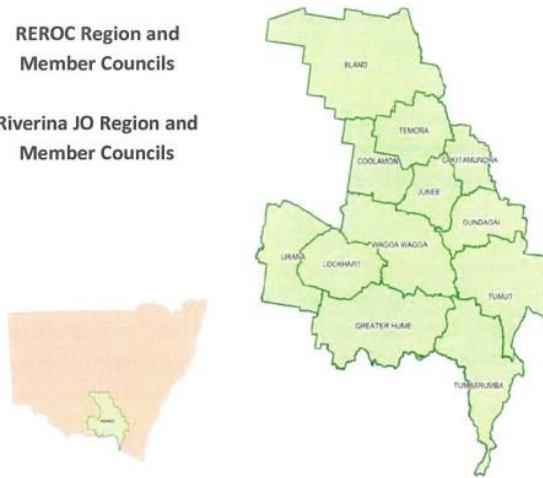 REROC Region and
Member Councils
Riverina JO Region and
Member Councils
BLAND
TEMORA
COOLAMON
COOTAMUNDRA
JUNEE
GUNDAGAI
WAGGA WAGGA
URANA
LOCKHART
TUMUT
GREATER HUME
TUMBARUMBA
REROC